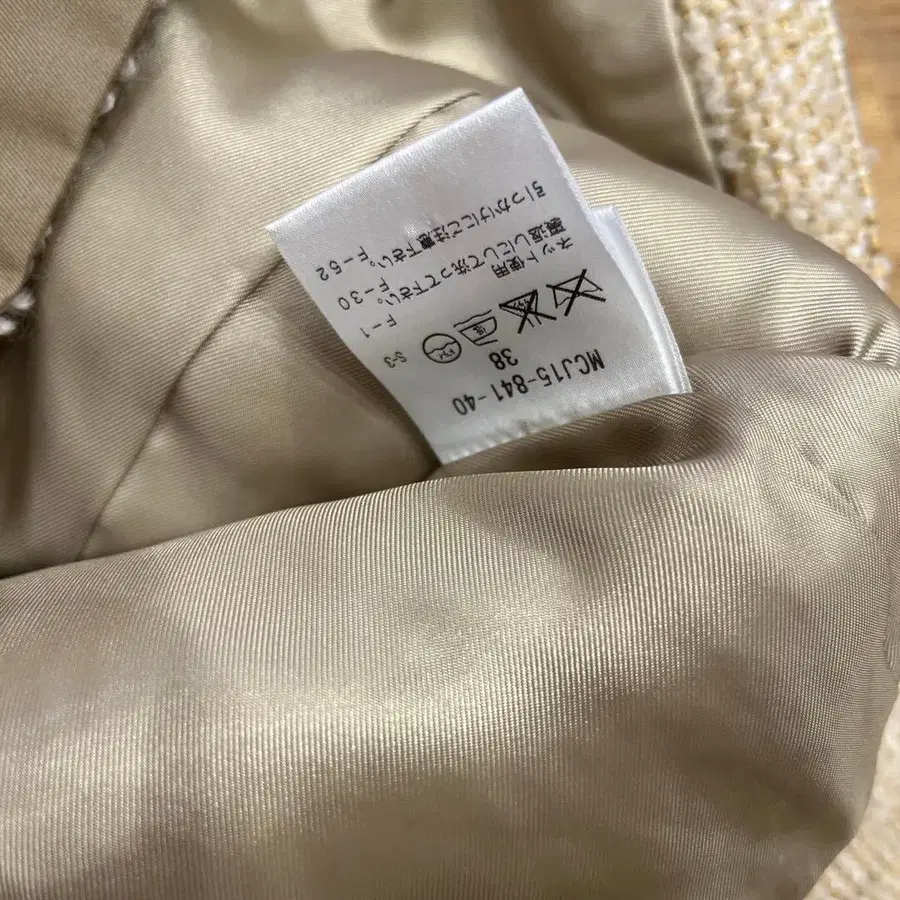 MCJ15-841-40
38
S-3
ネット使用 F-1
裏返しにして洗って下さい。 F-30
引っかけにご注意下さい。 F-52